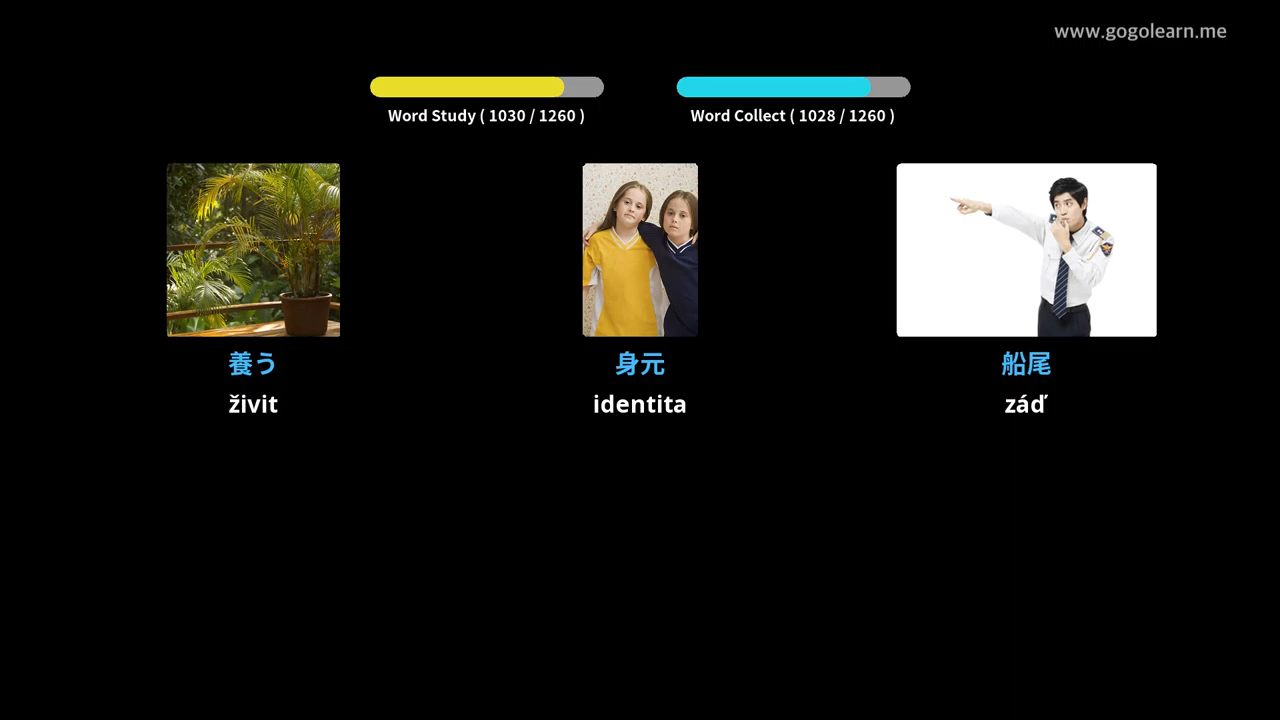 www.gogolearn.me
Word Study ( 1030 / 1260 )
Word Collect ( 1028 / 1260 )
養う
živit
身元
identita
船尾
záď